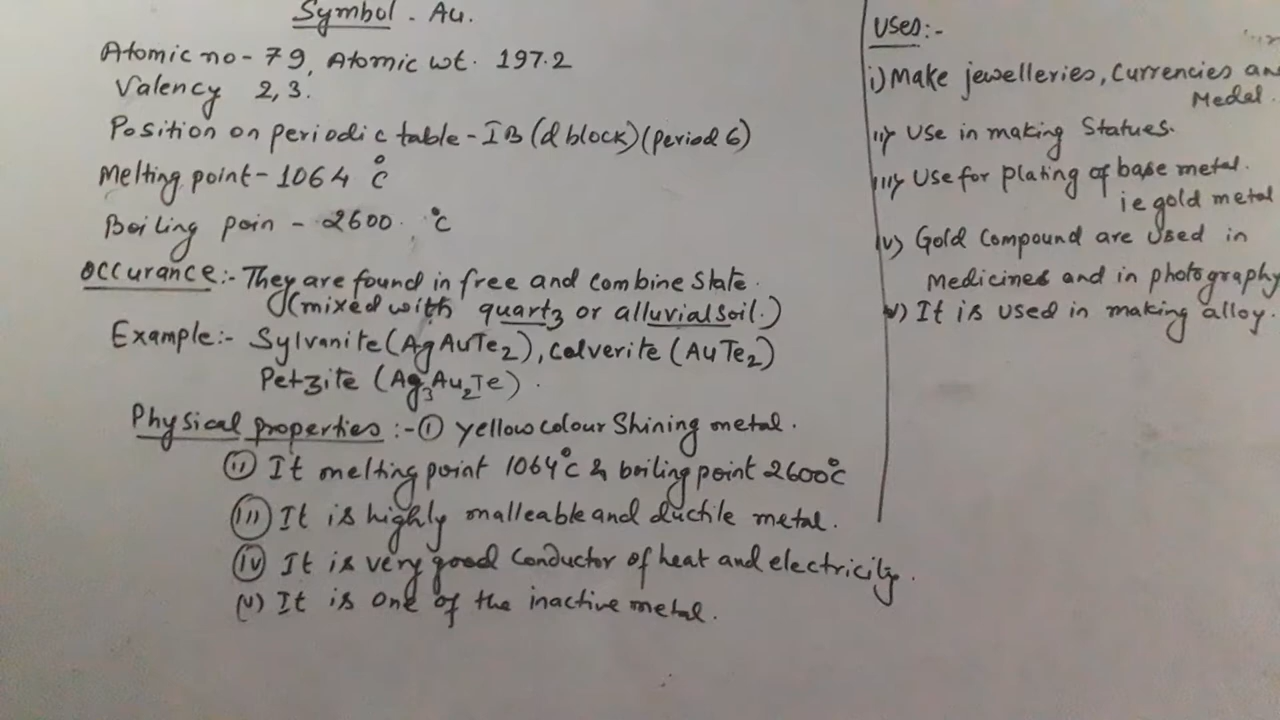 Symbol - Au.
Atomic no - 79, Atomic wt. 197.2
Valency 2,3.
Position on periodic table - IB (d block) (period 6)
Melting point - 1064 °C
Boiling poin - 2600. °C
Occurance:- They are found in free and combine state.
(mixed with quartz or alluvial soil.)
Example:- Sylvanite (AgAuTe2), Calverite (AuTe2)
Petzite (Ag3Au2Te).
Physical properties:- (i) yellow colour Shining metal.
(ii) It melting point 1064°C & boiling point 2600°C
(iii) It is highly malleable and ductile metal.
(iv) It is very good conductor of heat and electricity.
(v) It is one of the inactive metal.
Uses:-
i) Make jewelleries, Currencies an
Medal.
ii) Use in making Statues.
iii) Use for plating of base metal.
ie gold metal
iv) Gold Compound are used in
medicines and in photography
v) It is used in making alloy.